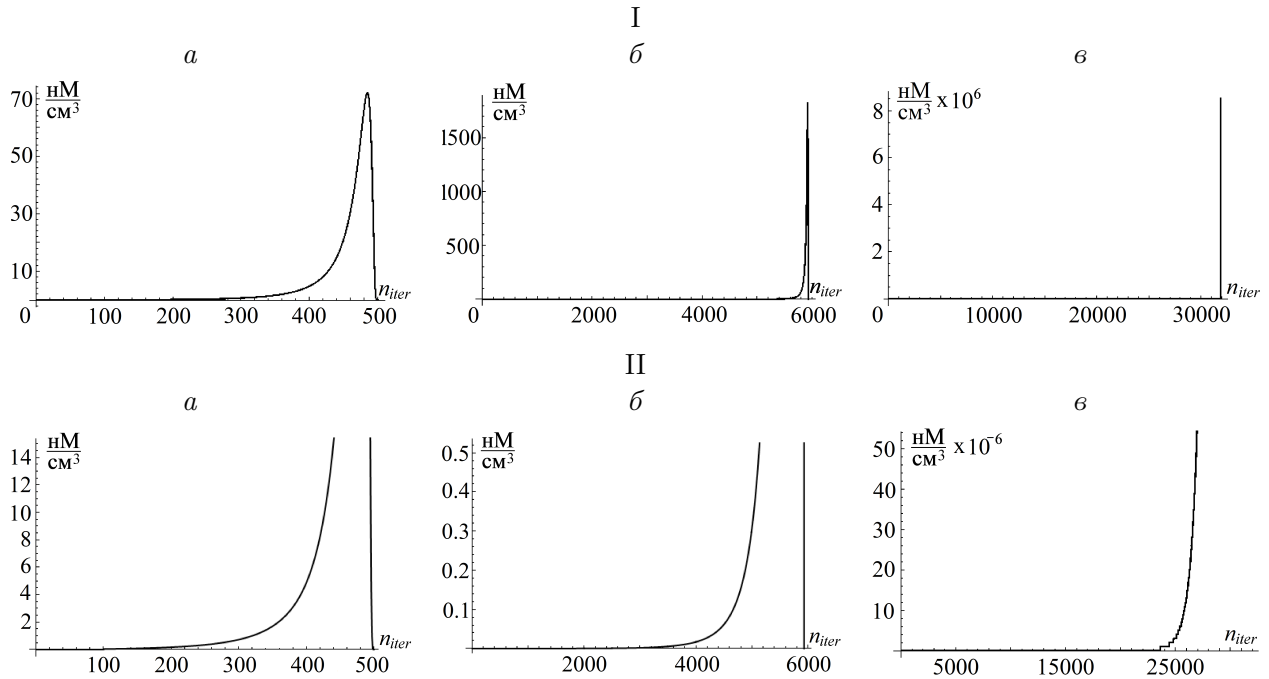 I
а б в
70 нМ/см³
50
30
10
n_iter
0 100 200 300 400 500
нМ/см³
1500
1000
500
n_iter
0 2000 4000 6000
8 нМ/см³ x10⁶
6
4
2
n_iter
0 10000 20000 30000
II
а б в
нМ/см³
14
12
10
8
6
4
2
n_iter
100 200 300 400 500
0.5 нМ/см³
0.4
0.3
0.2
0.1
n_iter
2000 4000 6000
50 нМ/см³ x10⁻⁶
40
30
20
10
n_iter
5000 15000 25000